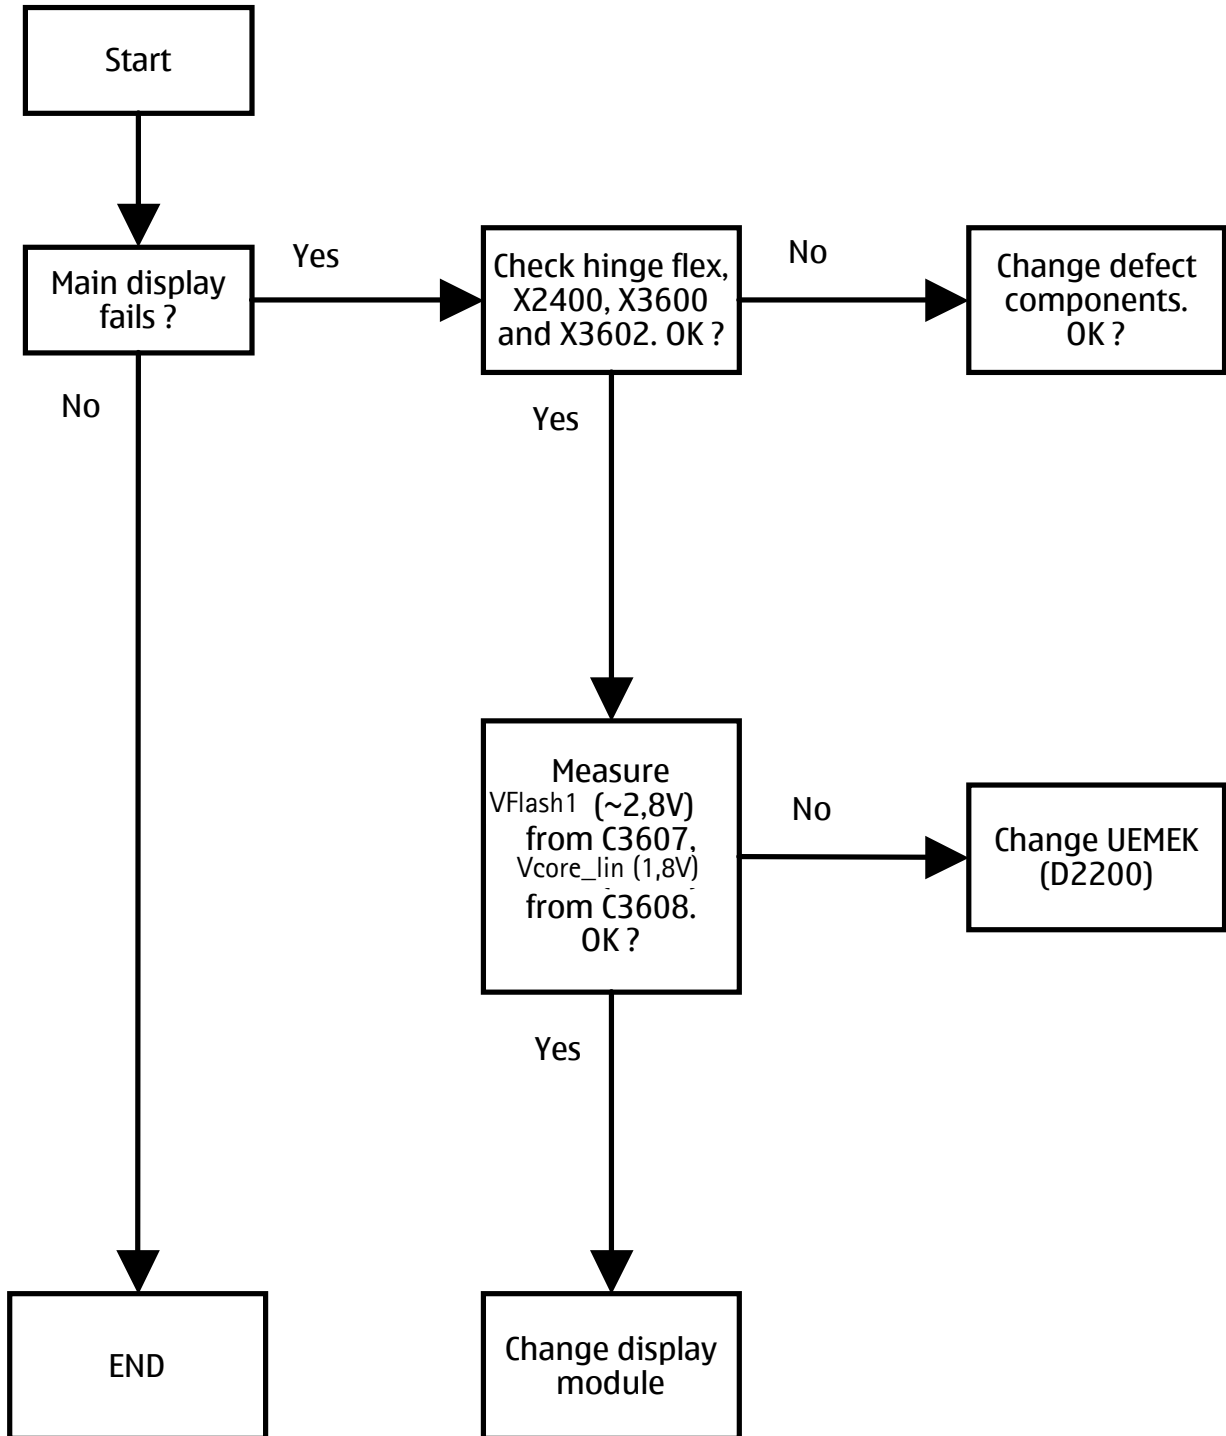 Start
Main display
fails ?
Yes
Check hinge flex,
X2400, X3600
and X3602. OK ?
No
Change defect
components.
OK ?
No
Yes
Measure
VFlash1 (~2,8V)
from C3607,
Vcore_lin (1,8V)
from C3608.
OK ?
No
Change UEMEK
(D2200)
Yes
END
Change display
module